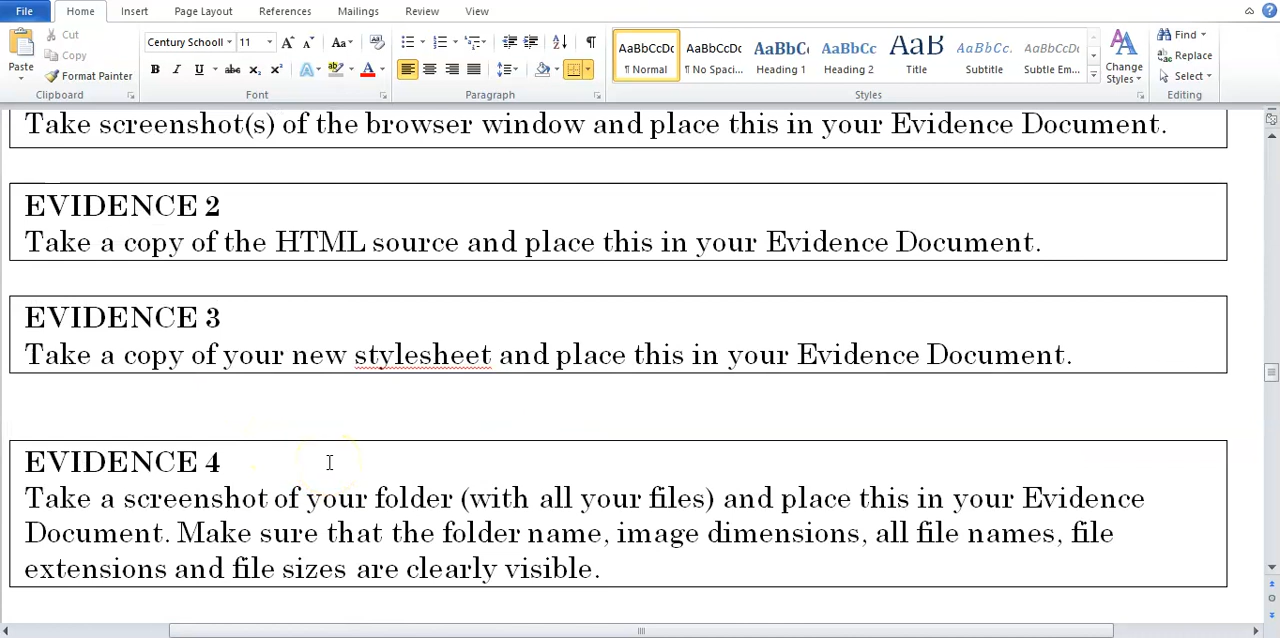 File Home Insert Page Layout References Mailings Review View
Paste
Cut
Copy
Format Painter
Clipboard
Century Schooll 11 Aa
B I U abc X₂ X²
Font
Paragraph
AaBbCcDc AaBbCcDc AaBbCc AaBbCc AaB AaBbCc. AaBbCcDc
¶ Normal ¶ No Spaci... Heading 1 Heading 2 Title Subtitle Subtle Em...
Change
Styles
Styles
Find
Replace
Select
Editing
Take screenshot(s) of the browser window and place this in your Evidence Document.
EVIDENCE 2
Take a copy of the HTML source and place this in your Evidence Document.
EVIDENCE 3
Take a copy of your new stylesheet and place this in your Evidence Document.
EVIDENCE 4
Take a screenshot of your folder (with all your files) and place this in your Evidence
Document. Make sure that the folder name, image dimensions, all file names, file
extensions and file sizes are clearly visible.